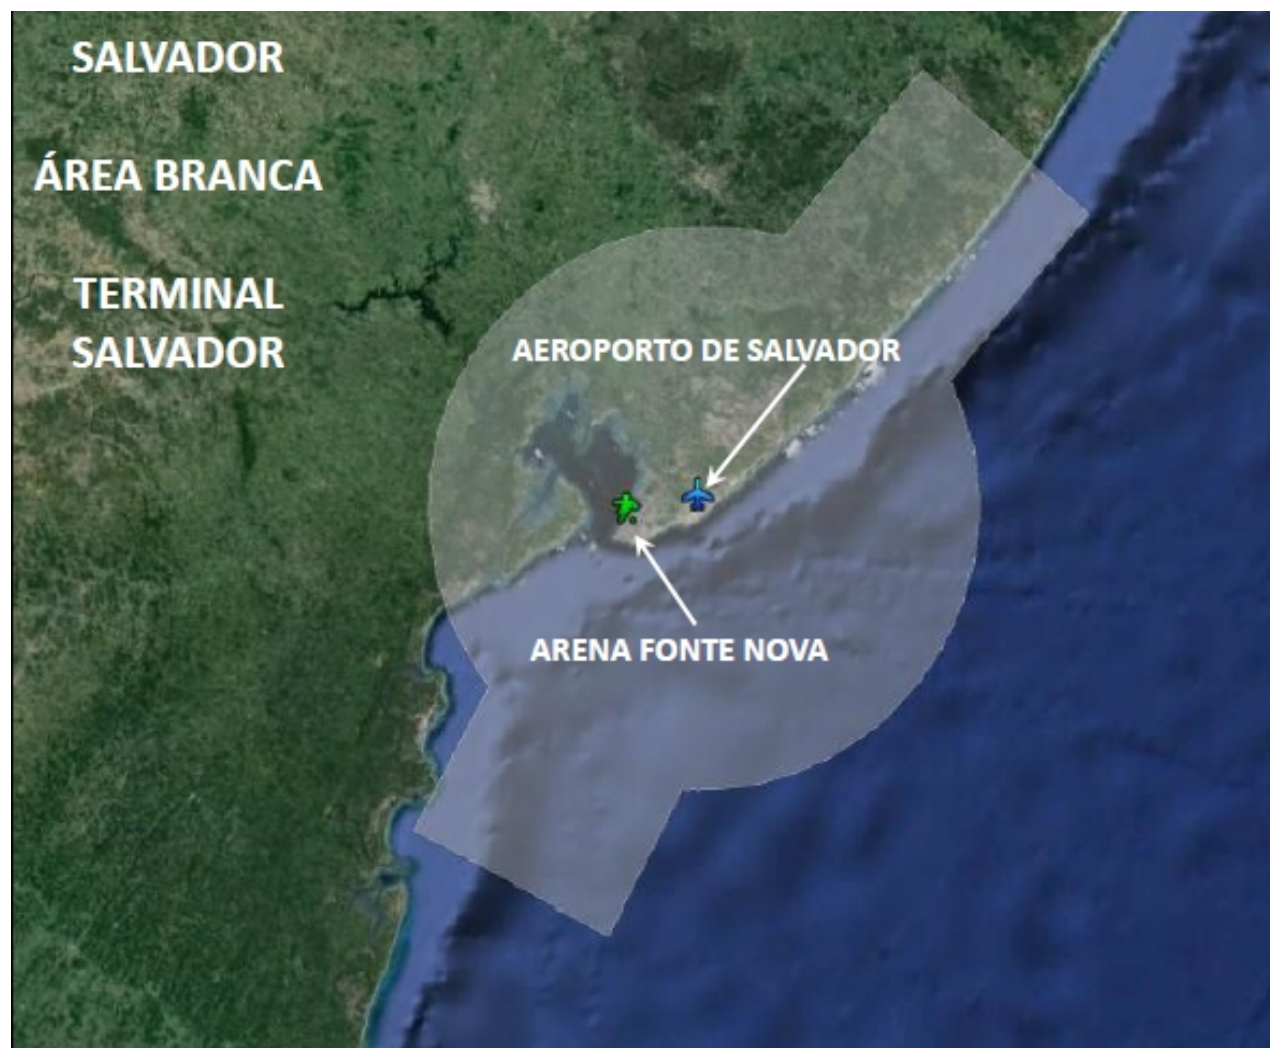 SALVADOR
ÁREA BRANCA
TERMINAL
SALVADOR
AEROPORTO DE SALVADOR
ARENA FONTE NOVA